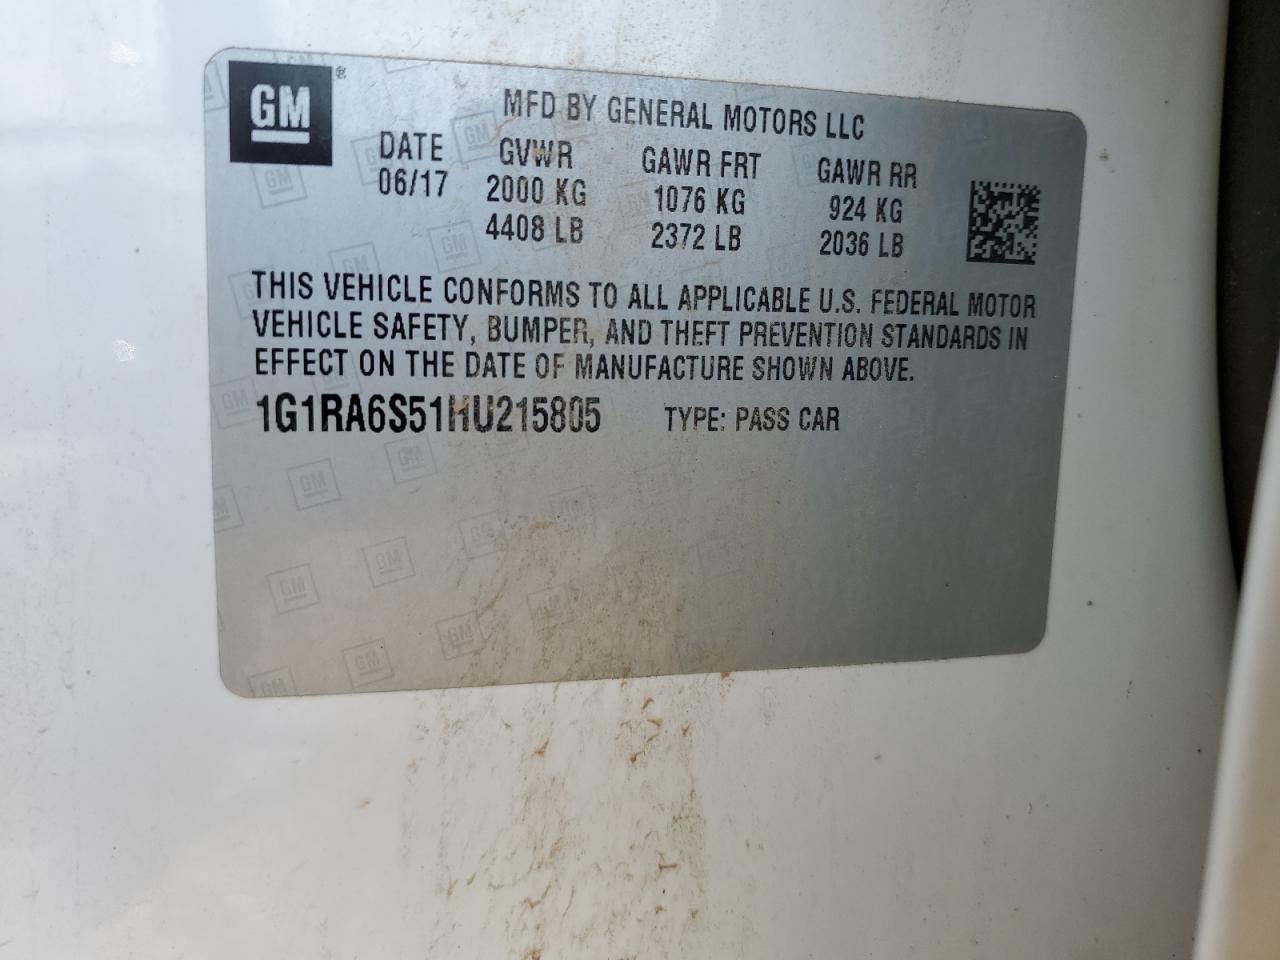 GM®
MFD BY GENERAL MOTORS LLC
DATE GVWR GAWR FRT GAWR RR
06/17 2000 KG 1076 KG 924 KG
4408 LB 2372 LB 2036 LB
THIS VEHICLE CONFORMS TO ALL APPLICABLE U.S. FEDERAL MOTOR
VEHICLE SAFETY, BUMPER, AND THEFT PREVENTION STANDARDS IN
EFFECT ON THE DATE OF MANUFACTURE SHOWN ABOVE.
1G1RA6S51HU215805 TYPE: PASS CAR